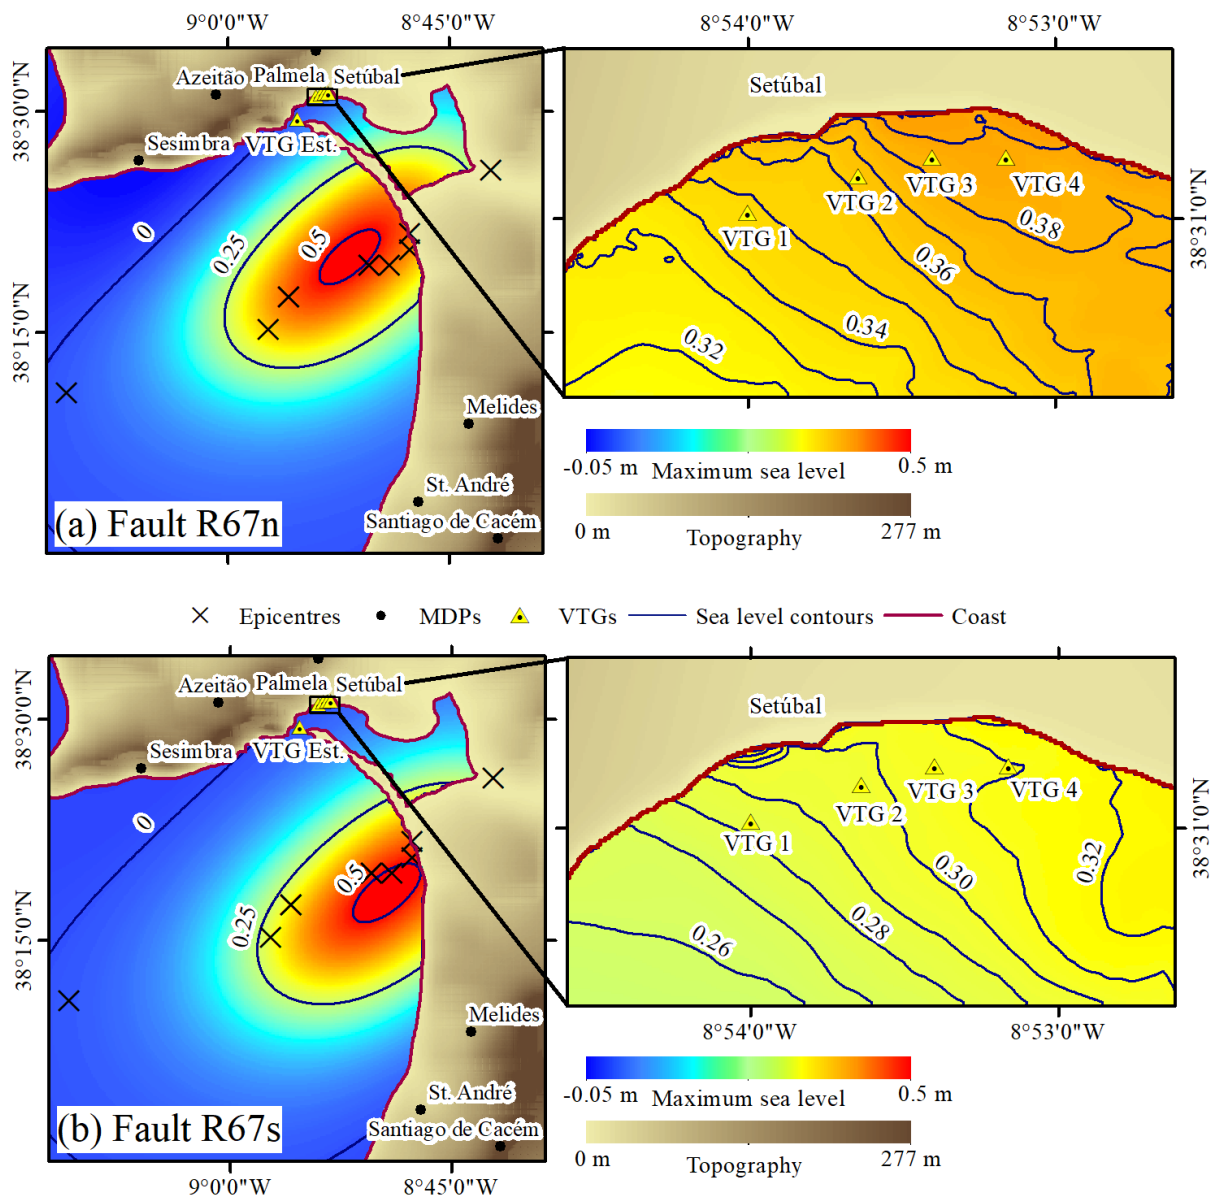 9°0'0"W
8°45'0"W
8°54'0"W
8°53'0"W
38°30'0"N
38°15'0"N
Azeitão
Palmela
Setúbal
Sesimbra
VTG Est.
0
0.25
0.5
Melides
St. André
Santiago de Cacém
(a) Fault R67n
Setúbal
VTG 1
VTG 2
VTG 3
VTG 4
0.38
0.36
0.34
0.32
38°31'0"N
-0.05 m
Maximum sea level
0.5 m
0 m
Topography
277 m
Epicentres
MDPs
VTGs
Sea level contours
Coast
38°30'0"N
38°15'0"N
Azeitão
Palmela
Setúbal
Sesimbra
VTG Est.
0
0.25
0.5
Melides
St. André
Santiago de Cacém
(b) Fault R67s
9°0'0"W
8°45'0"W
Setúbal
VTG 1
VTG 2
VTG 3
VTG 4
0.32
0.30
0.28
0.26
38°31'0"N
8°54'0"W
8°53'0"W
-0.05 m
Maximum sea level
0.5 m
0 m
Topography
277 m